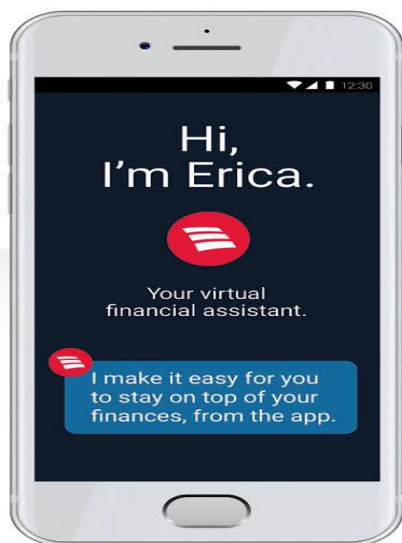 12:30
Hi,
I'm Erica.
Your virtual
financial assistant.
I make it easy for you
to stay on top of your
finances, from the app.